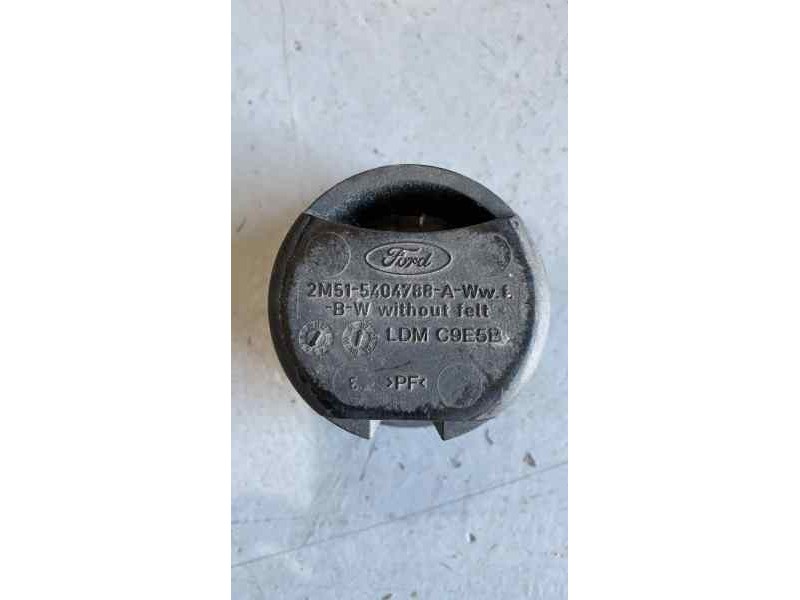 Ford
2M51-5404788-A-Ww.f.
-B-W without felt
LDM C9E5B
>PF<